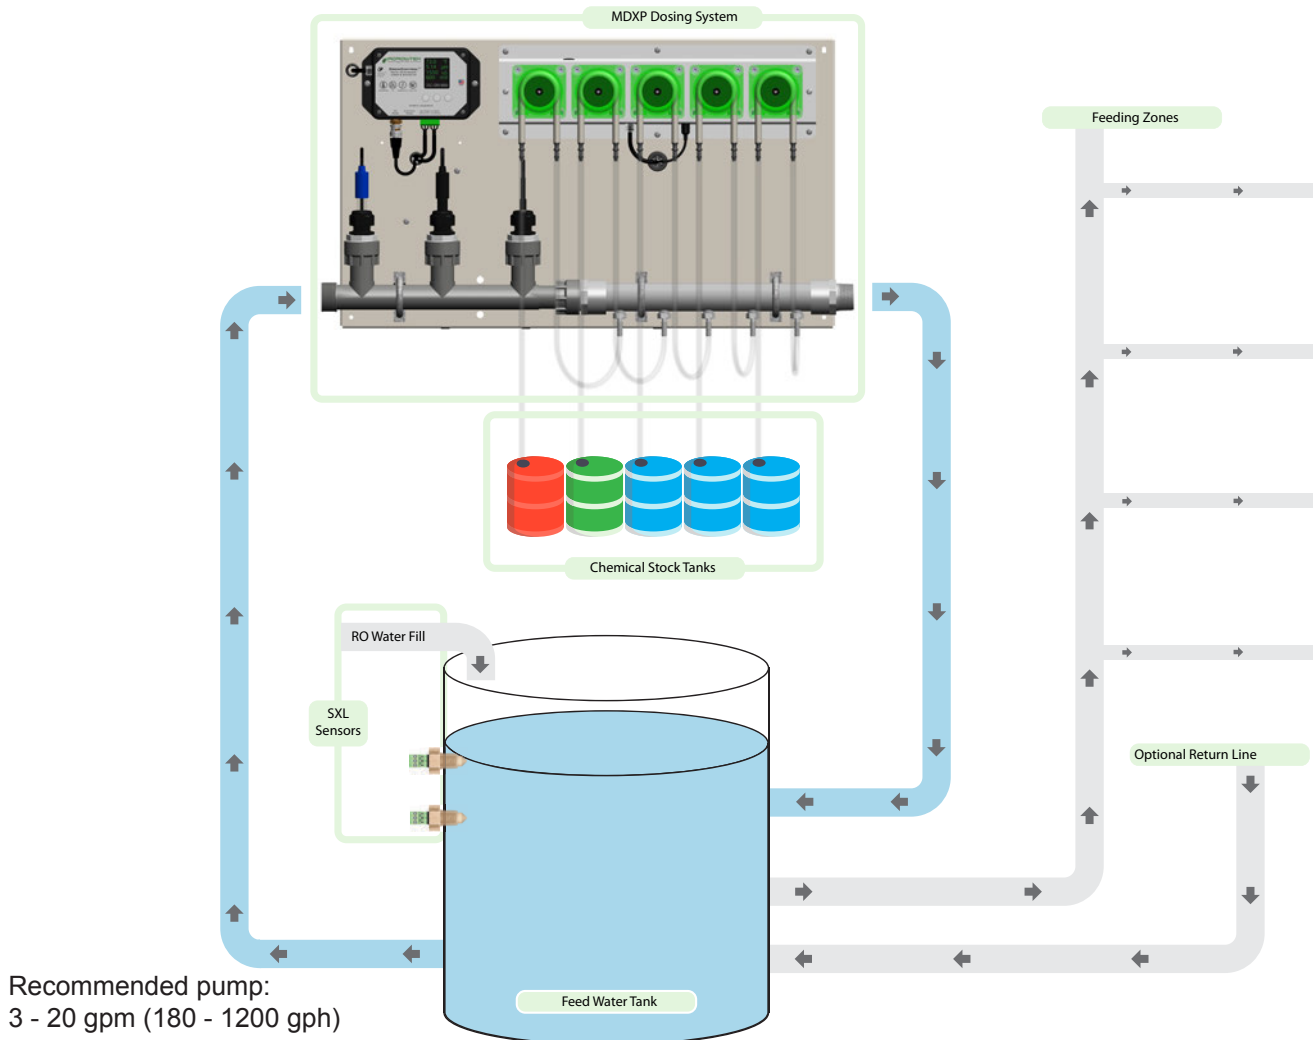 MDXP Dosing System
Feeding Zones
Chemical Stock Tanks
RO Water Fill
SXL
Sensors
Optional Return Line
Feed Water Tank
Recommended pump:
3 - 20 gpm (180 - 1200 gph)